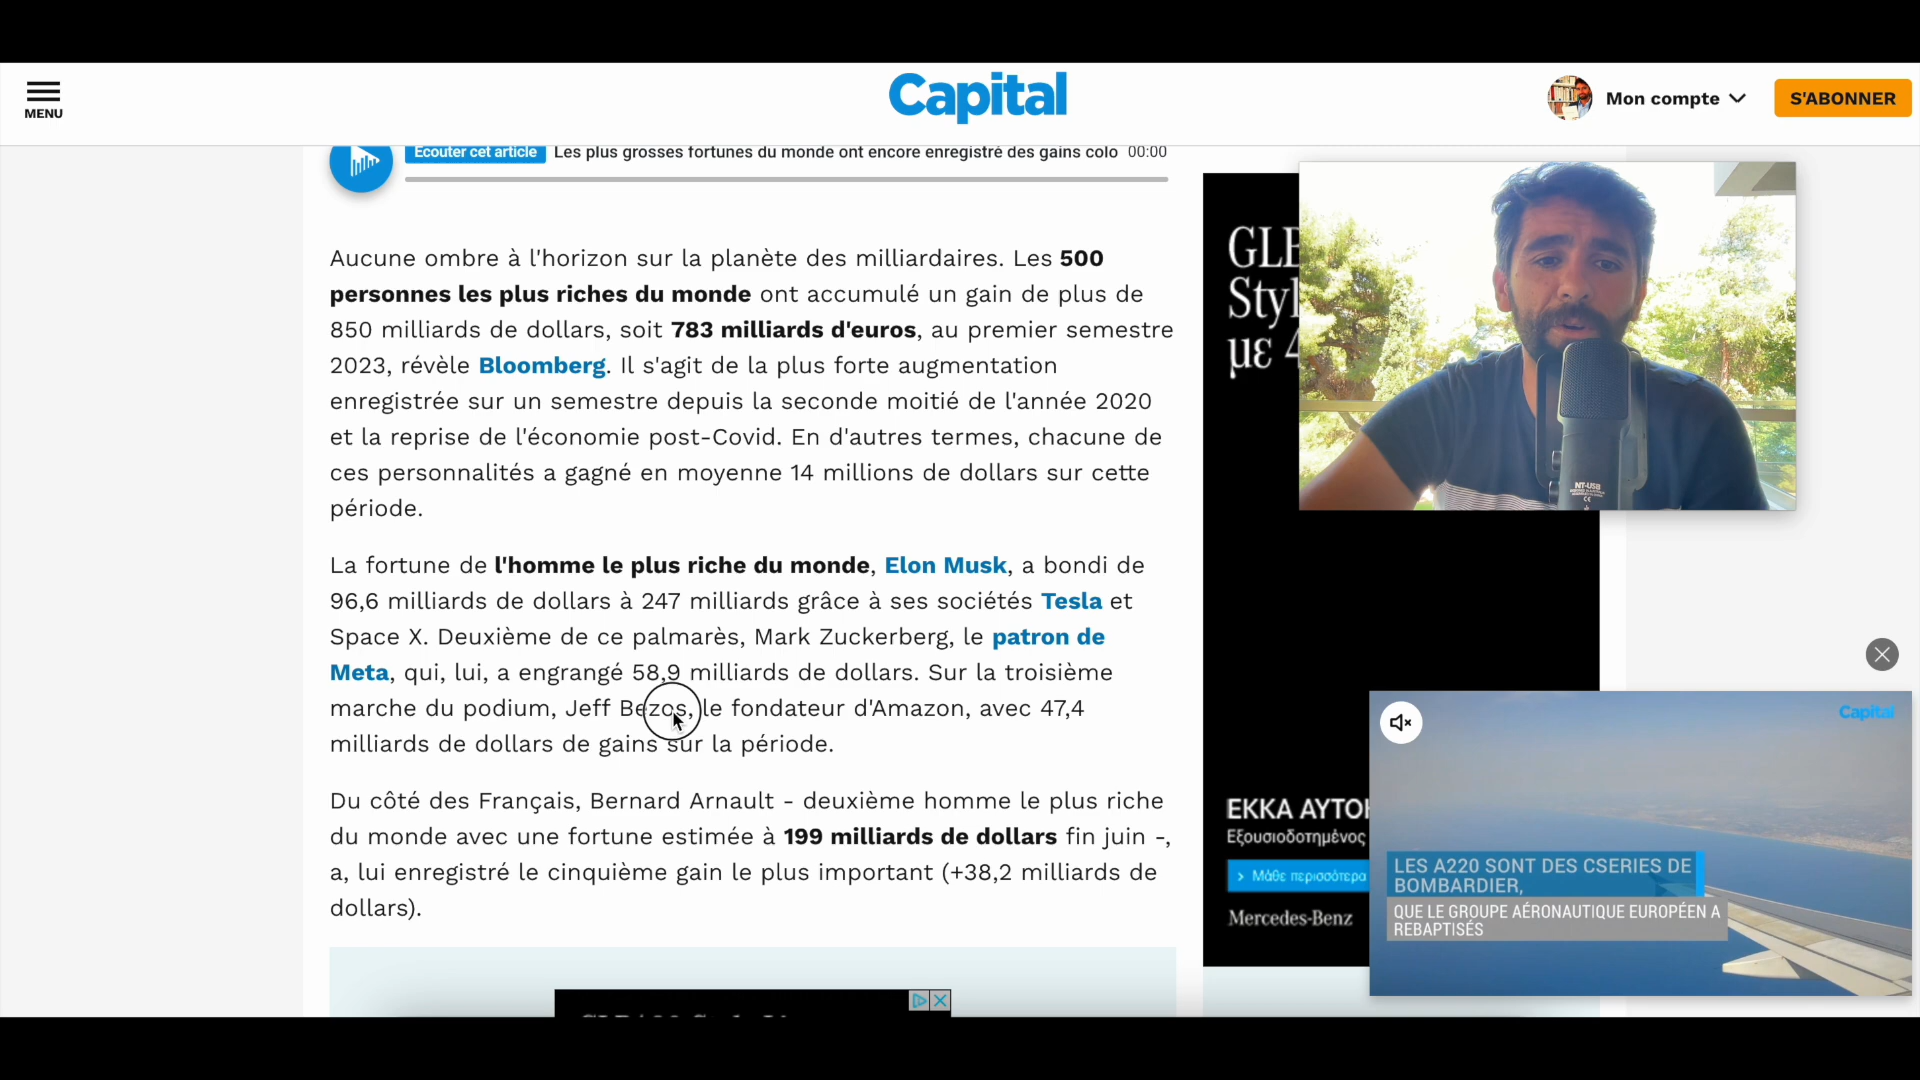 MENU
Capital
Mon compte
S'ABONNER
Ecouter cet article
Les plus grosses fortunes du monde ont encore enregistré des gains colo
00:00
Aucune ombre à l'horizon sur la planète des milliardaires. Les 500
personnes les plus riches du monde ont accumulé un gain de plus de
850 milliards de dollars, soit 783 milliards d'euros, au premier semestre
2023, révèle Bloomberg. Il s'agit de la plus forte augmentation
enregistrée sur un semestre depuis la seconde moitié de l'année 2020
et la reprise de l'économie post-Covid. En d'autres termes, chacune de
ces personnalités a gagné en moyenne 14 millions de dollars sur cette
période.
La fortune de l'homme le plus riche du monde, Elon Musk, a bondi de
96,6 milliards de dollars à 247 milliards grâce à ses sociétés Tesla et
Space X. Deuxième de ce palmarès, Mark Zuckerberg, le patron de
Meta, qui, lui, a engrangé 58,9 milliards de dollars. Sur la troisième
marche du podium, Jeff Bezos, le fondateur d'Amazon, avec 47,4
milliards de dollars de gains sur la période.
Du côté des Français, Bernard Arnault - deuxième homme le plus riche
du monde avec une fortune estimée à 199 milliards de dollars fin juin -,
a, lui enregistré le cinquième gain le plus important (+38,2 milliards de
dollars).
GLB
Styl
με 4
NT-USB
ΕΚΚΑ ΑΥΤΟΚ
Εξουσιοδοτημένος
> Μάθε περισσότερα
Mercedes-Benz
Capital
LES A220 SONT DES CSERIES DE
BOMBARDIER,
QUE LE GROUPE AÉRONAUTIQUE EUROPÉEN A
REBAPTISÉS